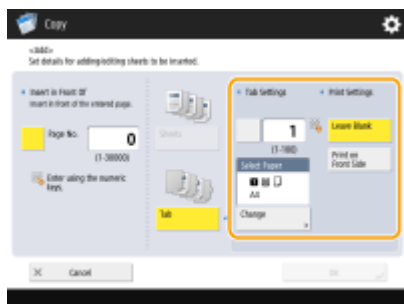 Copy
<Add>
Set details for adding/editing sheets to be inserted.
Insert in Front Of
Insert in front of the entered page.
Page No.
0
(1-30000)
Enter using the numeric
keys.
Sheets
Tab
Tab Settings
Print Settings
1
(1-100)
Leave Blank
Print on
Front Side
Select Paper
A4
Change
Cancel
OK